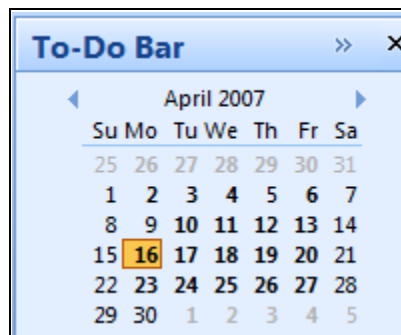 To-Do Bar »
April 2007
Su Mo Tu We Th Fr Sa
25 26 27 28 29 30 31
1 2 3 4 5 6 7
8 9 10 11 12 13 14
15 16 17 18 19 20 21
22 23 24 25 26 27 28
29 30 1 2 3 4 5